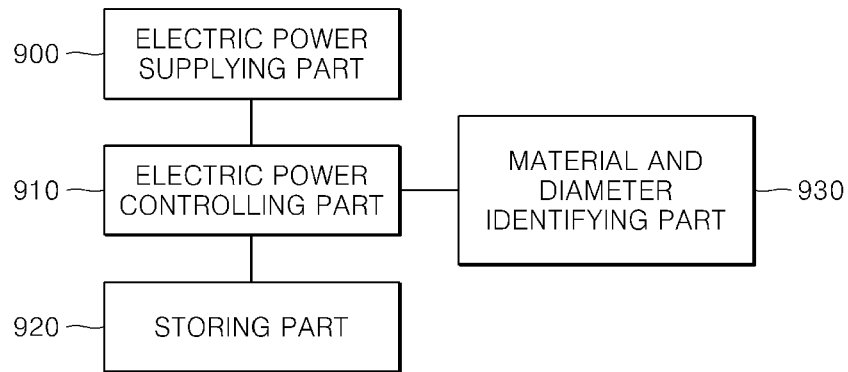 900
ELECTRIC POWER
SUPPLYING PART
910
ELECTRIC POWER
CONTROLLING PART
MATERIAL AND
DIAMETER
IDENTIFYING PART
930
920
STORING PART